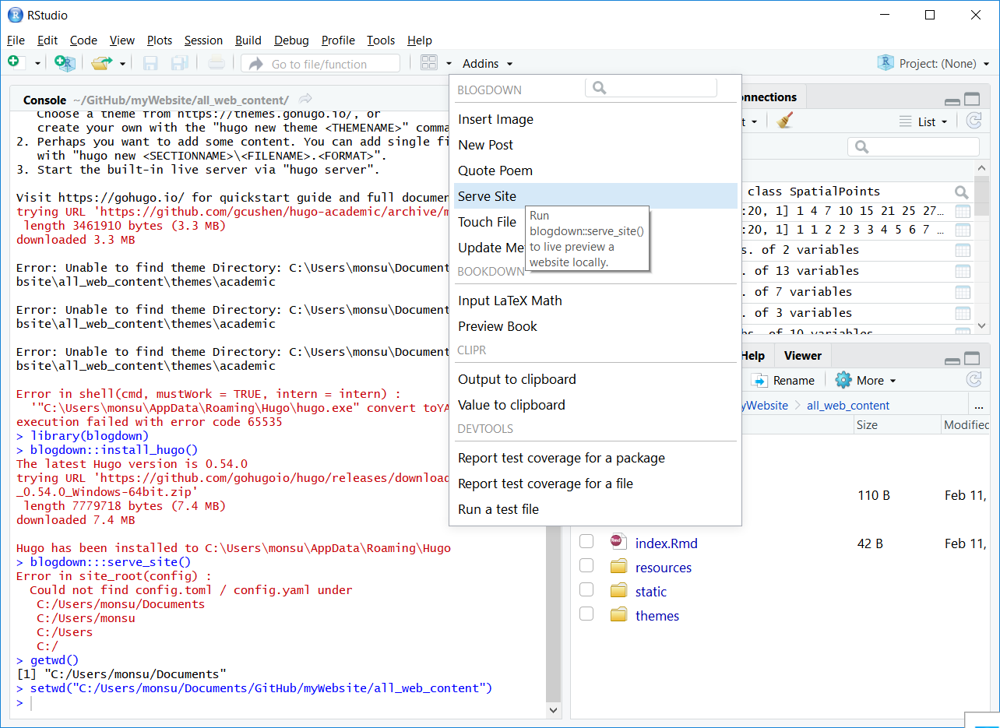 RStudio
File Edit Code View Plots Session Build Debug Profile Tools Help
Go to file/function
Addins
Project: (None)
Console ~/GitHub/myWebsite/all_web_content/
Choose a theme from https://themes.gohugo.io/, or
create your own with the "hugo new theme <THEMENAME>" comma
2. Perhaps you want to add some content. You can add single fi
with "hugo new <SECTIONNAME>\<FILENAME>.<FORMAT>".
3. Start the built-in live server via "hugo server".
Visit https://gohugo.io/ for quickstart guide and full documen
trying URL 'https://github.com/gcushen/hugo-academic/archive/m
length 3461910 bytes (3.3 MB)
downloaded 3.3 MB
Error: Unable to find theme Directory: C:\Users\monsu\Document
bsite\all_web_content\themes\academic
Error: Unable to find theme Directory: C:\Users\monsu\Document
bsite\all_web_content\themes\academic
Error: Unable to find theme Directory: C:\Users\monsu\Document
bsite\all_web_content\themes\academic
Error in shell(cmd, mustWork = TRUE, intern = intern) :
'"C:\Users\monsu\AppData\Roaming\Hugo\hugo.exe" convert toYA
execution failed with error code 65535
> library(blogdown)
> blogdown::install_hugo()
The latest Hugo version is 0.54.0
trying URL 'https://github.com/gohugoio/hugo/releases/download
_0.54.0_Windows-64bit.zip'
length 7779718 bytes (7.4 MB)
downloaded 7.4 MB
Hugo has been installed to C:\Users\monsu\AppData\Roaming\Hugo
> blogdown:::serve_site()
Error in site_root(config) :
Could not find config.toml / config.yaml under
C:/Users/monsu/Documents
C:/Users/monsu
C:/Users
C:/
> getwd()
[1] "C:/Users/monsu/Documents"
> setwd("C:/Users/monsu/Documents/GitHub/myWebsite/all_web_content")
>
BLOGDOWN
Insert Image
New Post
Quote Poem
Serve Site
Touch File
Update Me
Run
blogdown::serve_site()
to live preview a
website locally.
BOOKDOWN
Input LaTeX Math
Preview Book
CLIPR
Output to clipboard
Value to clipboard
DEVTOOLS
Report test coverage for a package
Report test coverage for a file
Run a test file
onnections
t
List
class SpatialPoints
:20, 1] 1 4 7 10 15 21 25 27...
:20, 1] 1 1 2 2 3 3 4 5 6 7 ...
s. of 2 variables
. of 13 variables
. of 7 variables
. of 3 variables
bs. of 10 variables
Help Viewer
Rename More
yWebsite all_web_content ...
Size Modified
110 B Feb 11,
index.Rmd 42 B Feb 11,
resources
static
themes